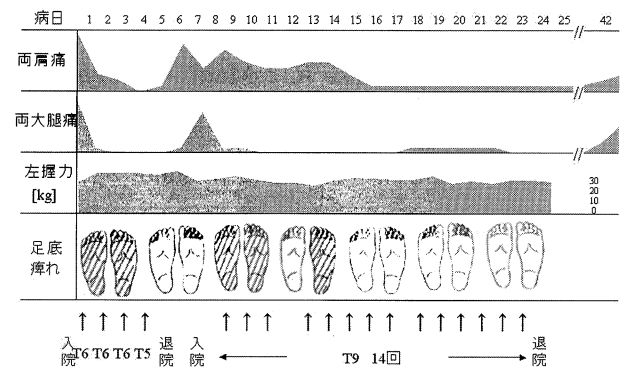 病日 1 2 3 4 5 6 7 8 9 10 11 12 13 14 15 16 17 18 19 20 21 22 23 24 25 // 42
両肩痛 //
両大腿痛 //
左握力 //
[kg]
30
20
10
0
足底
痺れ
入院 T6 T6 T6 T5 退院 入院 T9 14回 退院